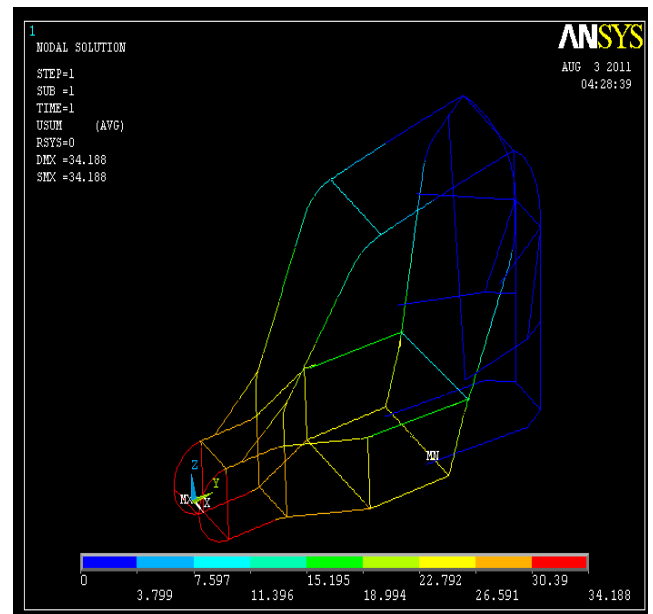 1
NODAL SOLUTION
STEP=1
SUB =1
TIME=1
USUM (AVG)
RSYS=0
DMX =34.188
SMX =34.188
ANSYS
AUG 3 2011
04:28:39
MN
Z
Y
MX
X
0 7.597 15.195 22.792 30.39
3.799 11.396 18.994 26.591 34.188